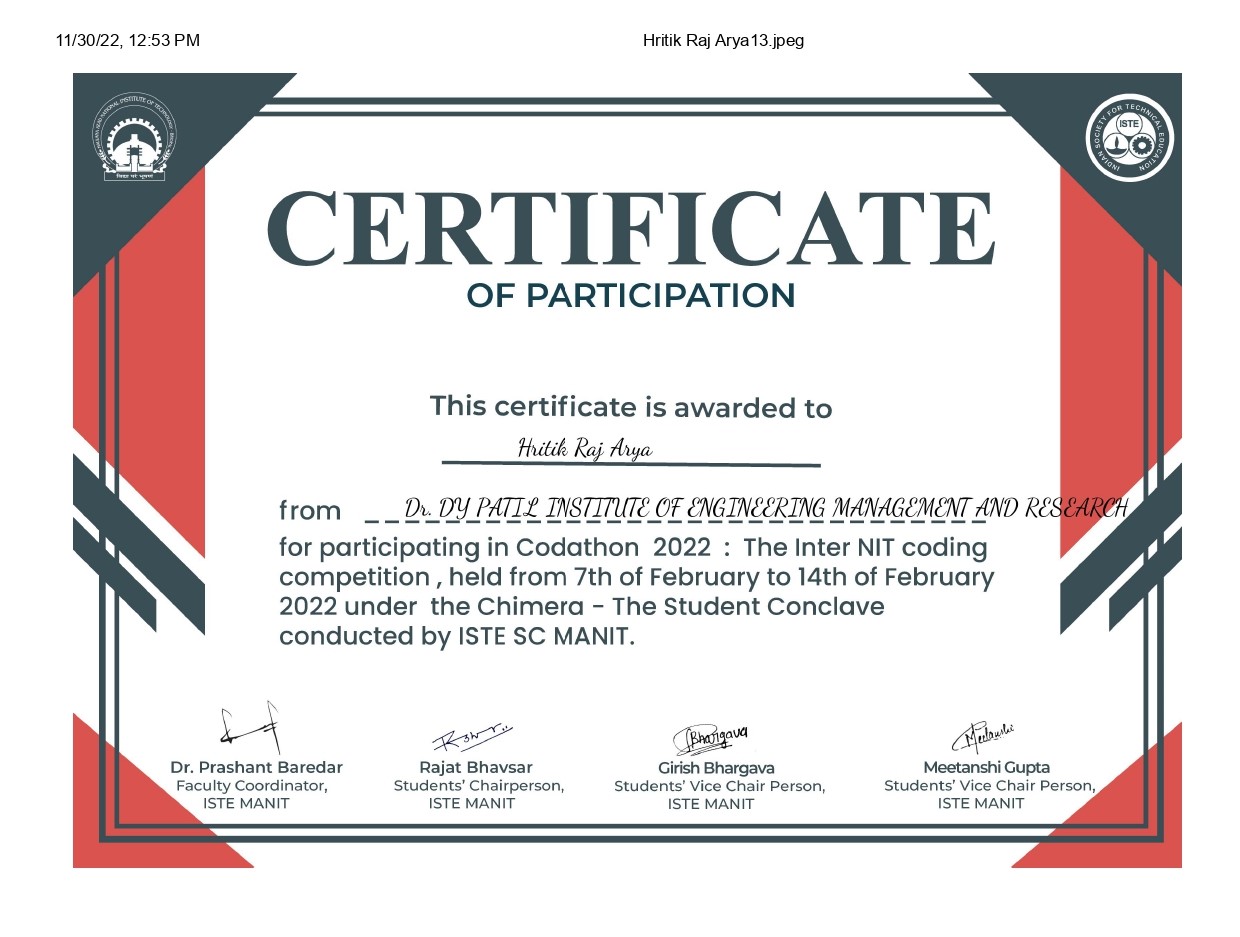 11/30/22, 12:53 PM
Hritik Raj Arya13.jpeg
MAULANA AZAD NATIONAL INSTITUTE OF TECHNOLOGY BHOPAL
विद्या परं भूषणम्
INDIAN SOCIETY FOR TECHNICAL EDUCATION
ISTE
CERTIFICATE
OF PARTICIPATION
This certificate is awarded to
Hritik Raj Arya
from Dr. DY PATIL INSTITUTE OF ENGINEERING MANAGEMENT AND RESEARCH
for participating in Codathon 2022 : The Inter NIT coding
competition , held from 7th of February to 14th of February
2022 under the Chimera - The Student Conclave
conducted by ISTE SC MANIT.
Bhargava
Meetanshi
Dr. Prashant Baredar
Faculty Coordinator,
ISTE MANIT
Rajat Bhavsar
Students' Chairperson,
ISTE MANIT
Girish Bhargava
Students' Vice Chair Person,
ISTE MANIT
Meetanshi Gupta
Students' Vice Chair Person,
ISTE MANIT